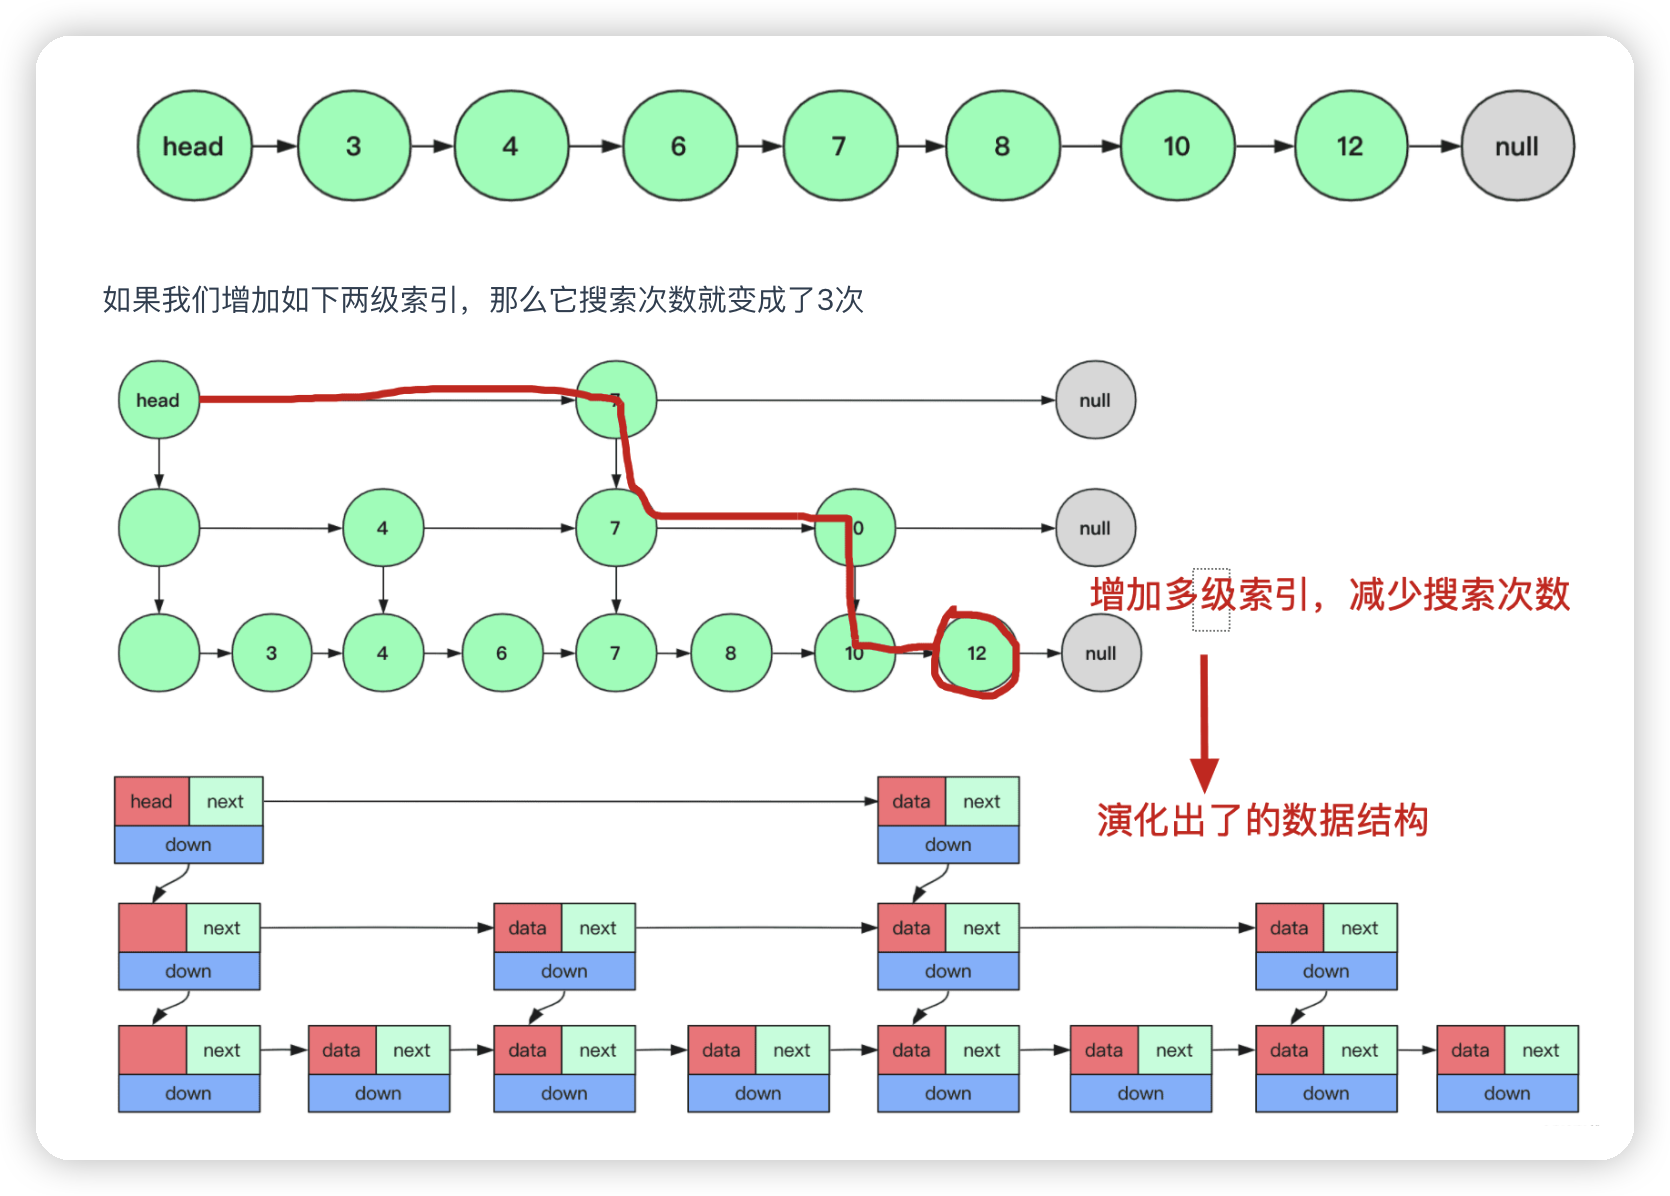 head 3 4 6 7 8 10 12 null
如果我们增加如下两级索引，那么它搜索次数就变成了3次
head 7 null
4 7 10 null
增加多级索引，减少搜索次数
3 4 6 7 8 10 12 null
head next data next
down down
演化出了的数据结构
next data next data next data next
down down down down
next data next data next data next data next data next data next data next
down down down down down down down down